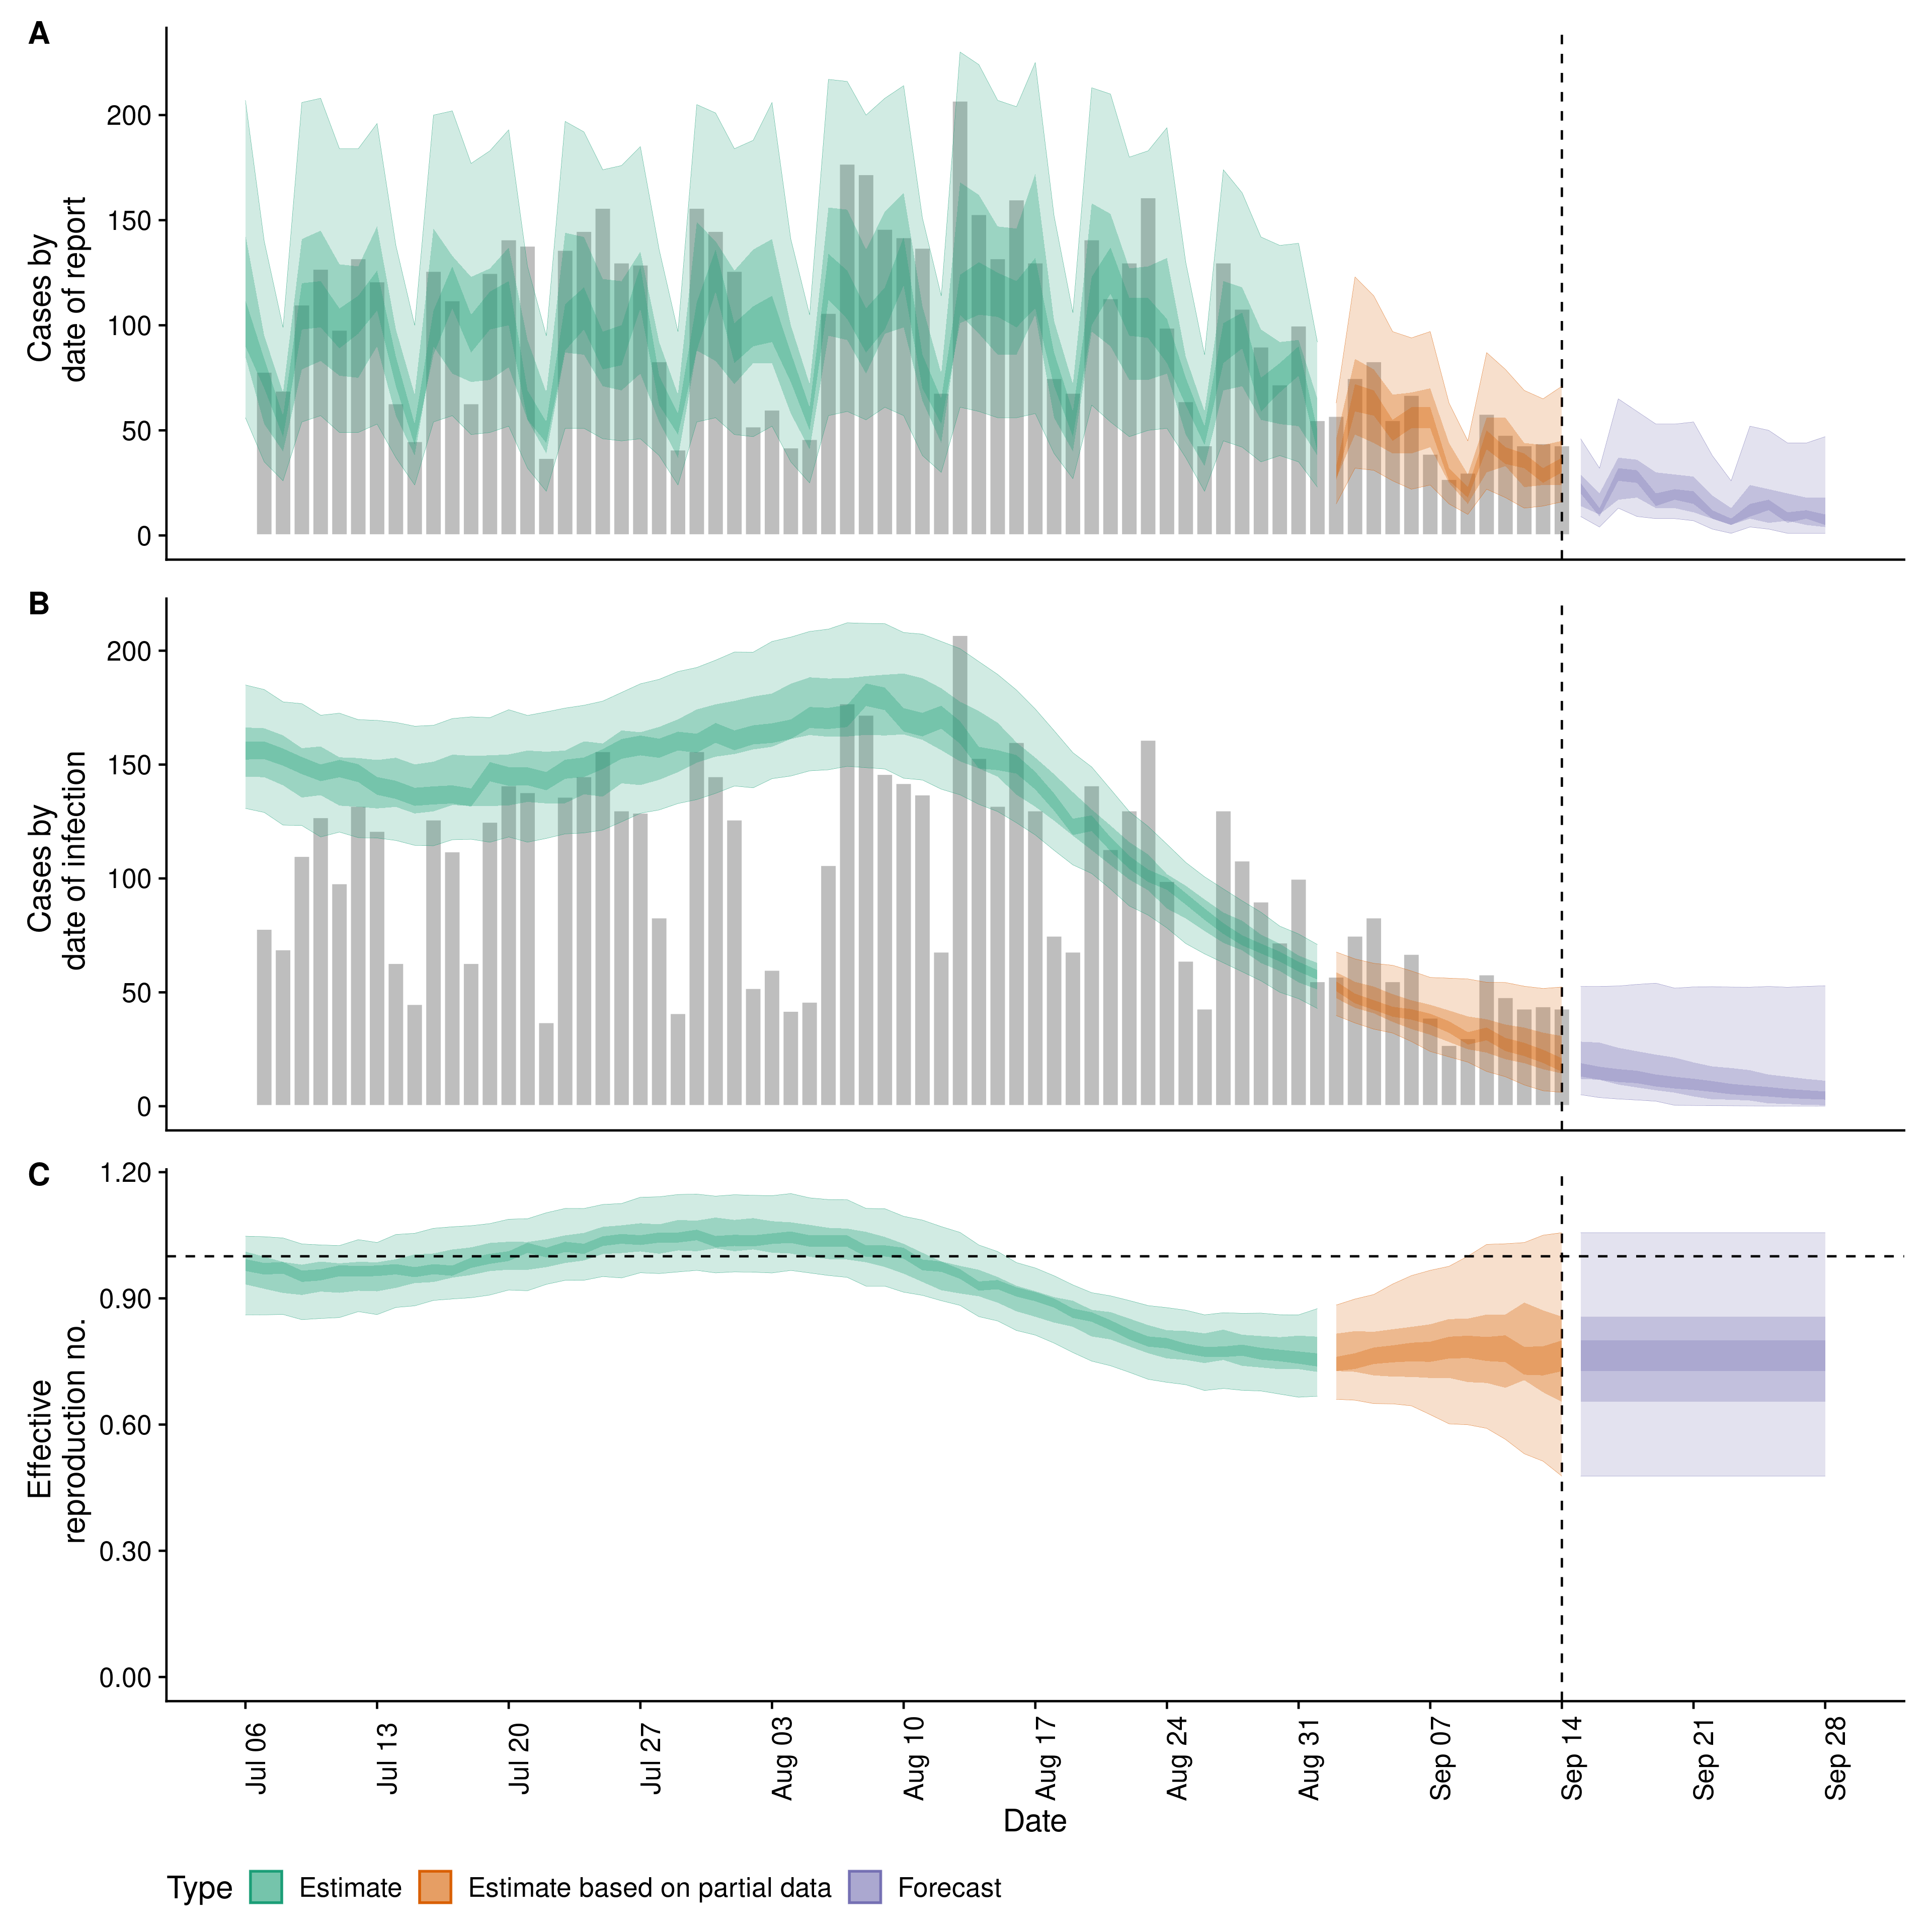 A
Cases by
date of report
200
150
100
50
0
B
Cases by
date of infection
200
150
100
50
0
C
Effective
reproduction no.
1.20
0.90
0.60
0.30
0.00
Jul 06
Jul 13
Jul 20
Jul 27
Aug 03
Aug 10
Aug 17
Aug 24
Aug 31
Sep 07
Sep 14
Sep 21
Sep 28
Date
Type Estimate Estimate based on partial data Forecast